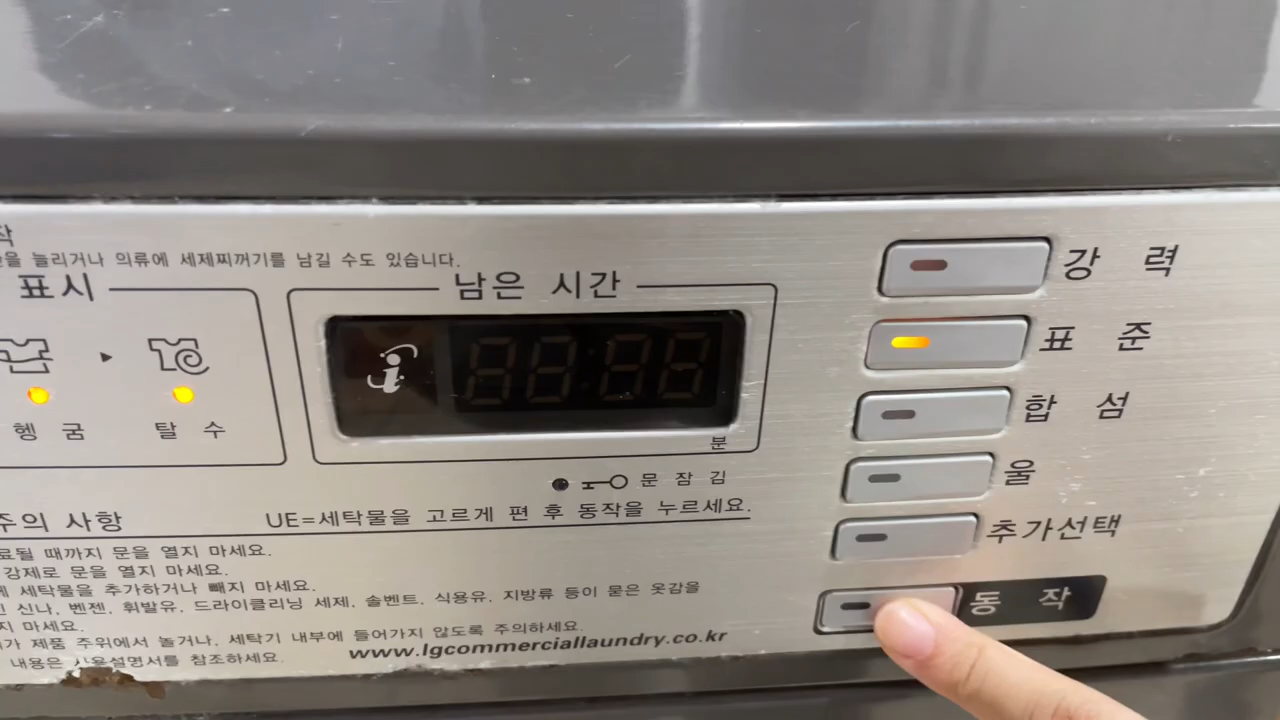 작
늘리거나 의류에 세제찌꺼기를 남길 수도 있습니다.
표시
남은 시간
헹 굼
탈 수
분
문 잠 김
주의 사항
UE=세탁물을 고르게 편 후 동작을 누르세요.
때까지 문을 열지 마세요.
강제로 문을 열지 마세요.
세탁물을 추가하거나 빼지 마세요.
신나, 벤젠, 휘발유, 드라이클리닝 세제, 솔벤트, 식용유, 지방류 등이 묻은 옷감을
마세요.
제품 주위에서 놀거나, 세탁기 내부에 들어가지 않도록 주의하세요.
내용은 사용설명서를 참조하세요.
www.lgcommerciallaundry.co.kr
강 력
표 준
합 섬
울
추가선택
동 작